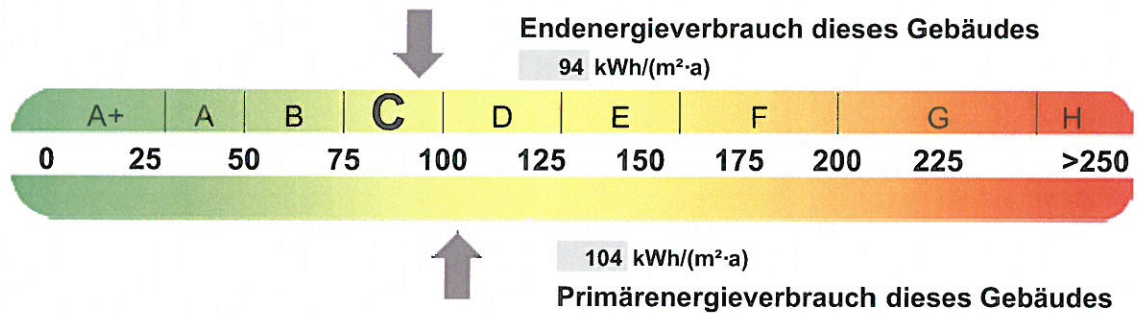 Endenergieverbrauch dieses Gebäudes
94 kWh/(m²·a)
A+ A B C D E F G H
0 25 50 75 100 125 150 175 200 225 >250
104 kWh/(m²·a)
Primärenergieverbrauch dieses Gebäudes